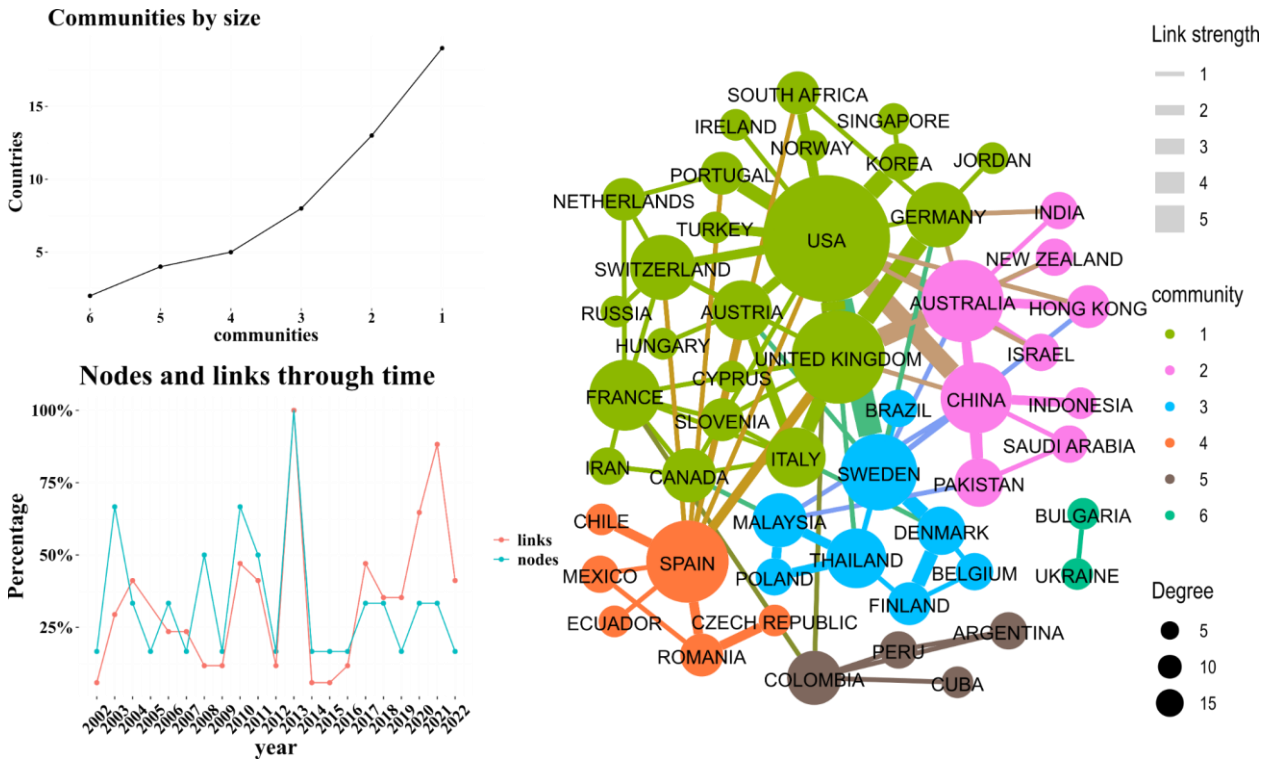 Communities by size
Countries
15
10
5
6 5 4 3 2 1
communities
Nodes and links through time
Percentage
100%
75%
50%
25%
2002 2003 2004 2005 2006 2007 2008 2009 2010 2011 2012 2013 2014 2015 2016 2017 2018 2019 2020 2021 2022
year
links
nodes
SOUTH AFRICA
IRELAND
SINGAPORE
NORWAY
KOREA
JORDAN
PORTUGAL
NETHERLANDS
GERMANY
INDIA
TURKEY
USA
NEW ZEALAND
SWITZERLAND
AUSTRALIA
HONG KONG
RUSSIA
AUSTRIA
HUNGARY
UNITED KINGDOM
ISRAEL
CYPRUS
FRANCE
BRAZIL
CHINA
INDONESIA
SLOVENIA
SAUDI ARABIA
IRAN
CANADA
ITALY
SWEDEN
PAKISTAN
CHILE
MALAYSIA
DENMARK
BULGARIA
SPAIN
THAILAND
MEXICO
POLAND
BELGIUM
UKRAINE
FINLAND
ECUADOR
CZECH REPUBLIC
ARGENTINA
ROMANIA
PERU
COLOMBIA
CUBA
Link strength
1
2
3
4
5
community
1
2
3
4
5
6
Degree
5
10
15